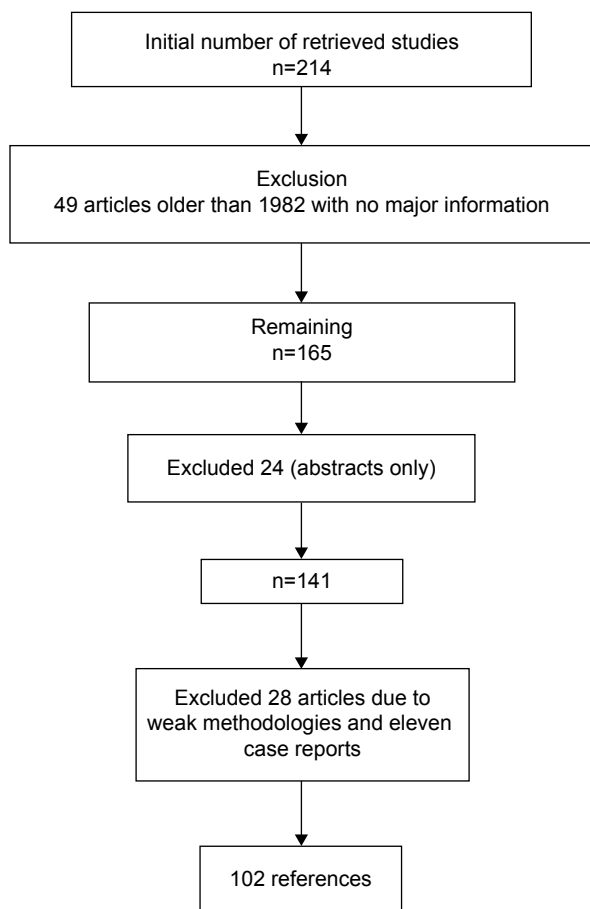 Initial number of retrieved studies
n=214
Exclusion
49 articles older than 1982 with no major information
Remaining
n=165
Excluded 24 (abstracts only)
n=141
Excluded 28 articles due to
weak methodologies and eleven
case reports
102 references